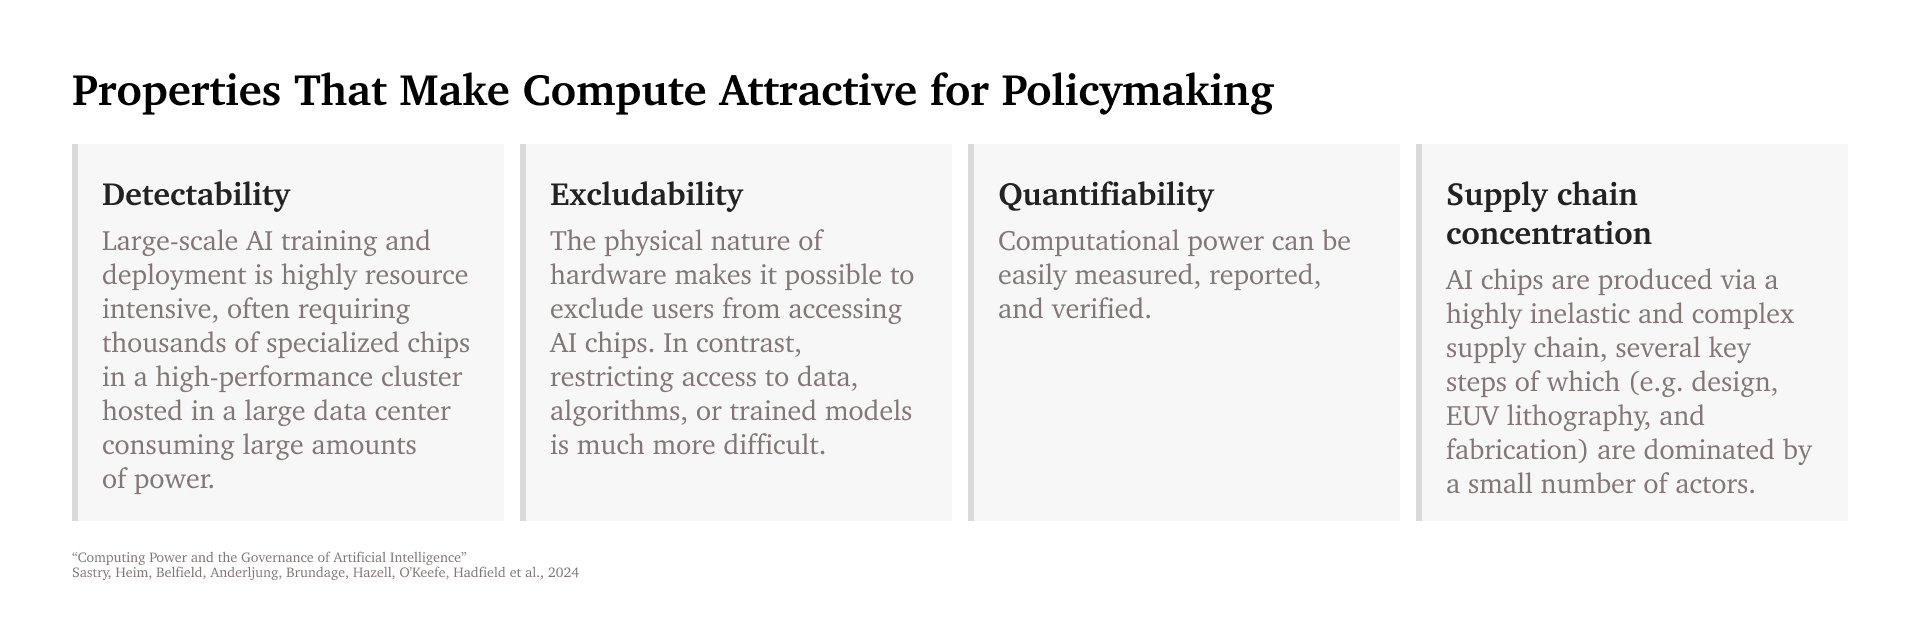 Properties That Make Compute Attractive for Policymaking
Detectability
Large-scale AI training and
deployment is highly resource
intensive, often requiring
thousands of specialized chips
in a high-performance cluster
hosted in a large data center
consuming large amounts
of power.
Excludability
The physical nature of
hardware makes it possible to
exclude users from accessing
AI chips. In contrast,
restricting access to data,
algorithms, or trained models
is much more difficult.
Quantifiability
Computational power can be
easily measured, reported,
and verified.
Supply chain
concentration
AI chips are produced via a
highly inelastic and complex
supply chain, several key
steps of which (e.g. design,
EUV lithography, and
fabrication) are dominated by
a small number of actors.
“Computing Power and the Governance of Artificial Intelligence”
Sastry, Heim, Belfield, Anderljung, Brundage, Hazell, O'Keefe, Hadfield et al., 2024